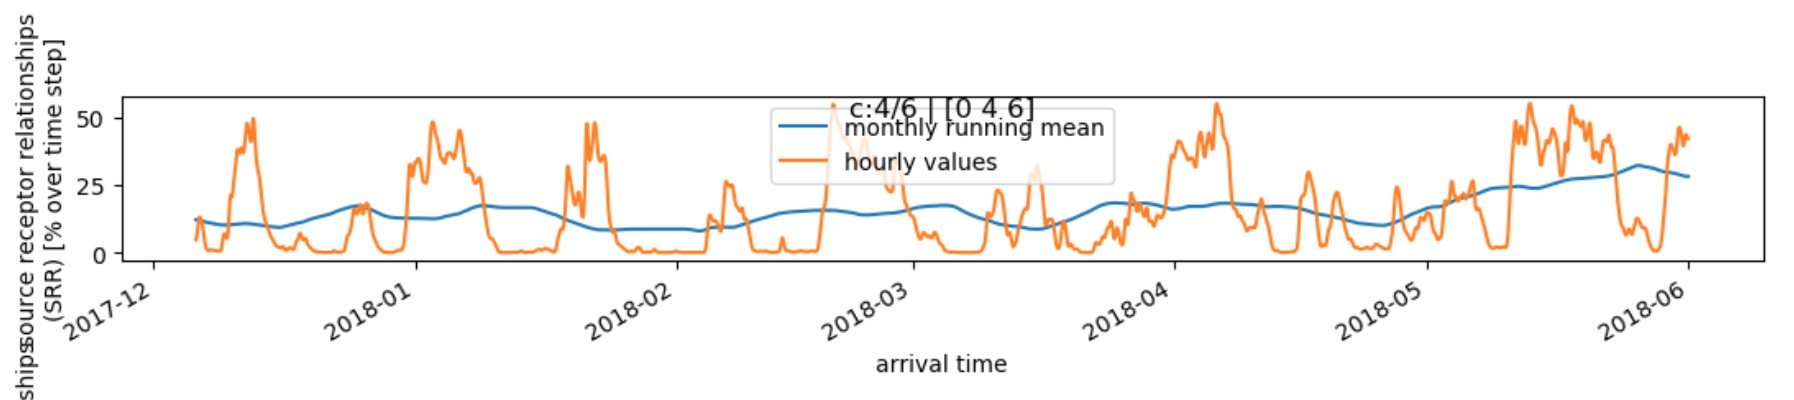 source receptor relationships
(SRR) [% over time step]
ships
c:4/6 | [0 4 6]
monthly running mean
hourly values
50
25
0
2017-12
2018-01
2018-02
2018-03
2018-04
2018-05
2018-06
arrival time